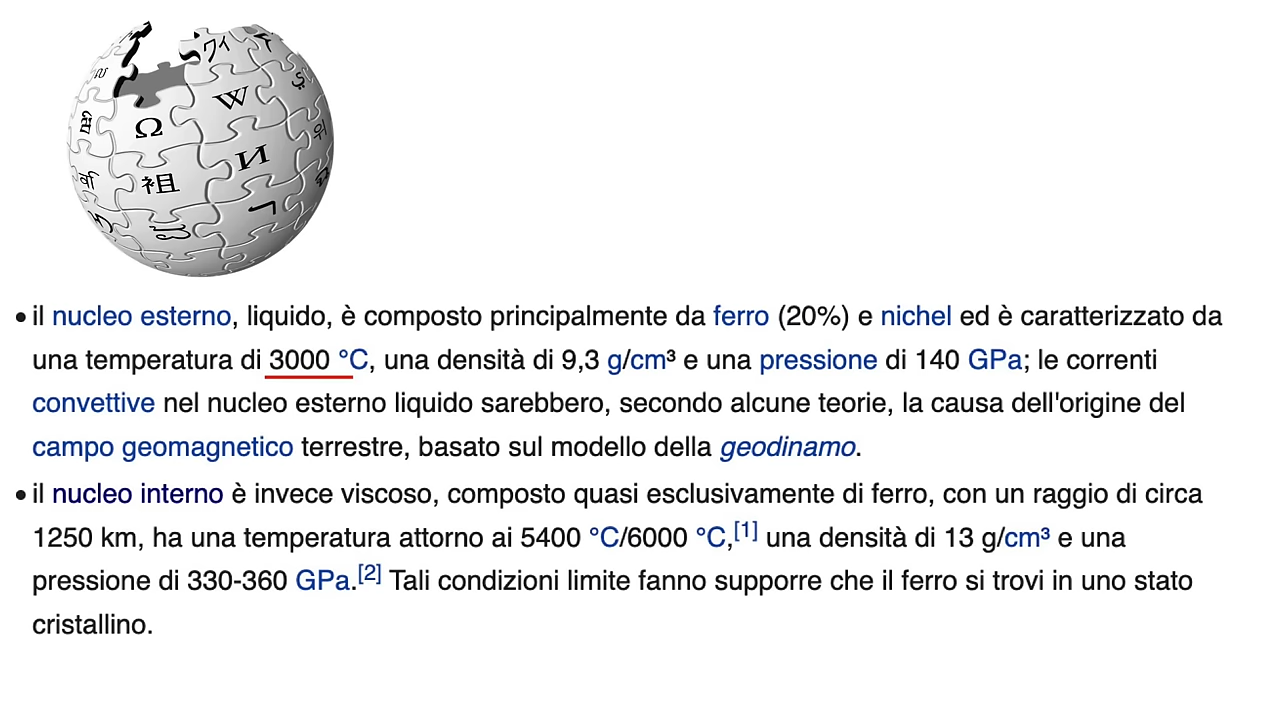 ワイ
W
Ω
И
위
祖
• il nucleo esterno, liquido, è composto principalmente da ferro (20%) e nichel ed è caratterizzato da
una temperatura di 3000 °C, una densità di 9,3 g/cm³ e una pressione di 140 GPa; le correnti
convettive nel nucleo esterno liquido sarebbero, secondo alcune teorie, la causa dell'origine del
campo geomagnetico terrestre, basato sul modello della geodinamo.
• il nucleo interno è invece viscoso, composto quasi esclusivamente di ferro, con un raggio di circa
1250 km, ha una temperatura attorno ai 5400 °C/6000 °C,[1] una densità di 13 g/cm³ e una
pressione di 330-360 GPa.[2] Tali condizioni limite fanno supporre che il ferro si trovi in uno stato
cristallino.